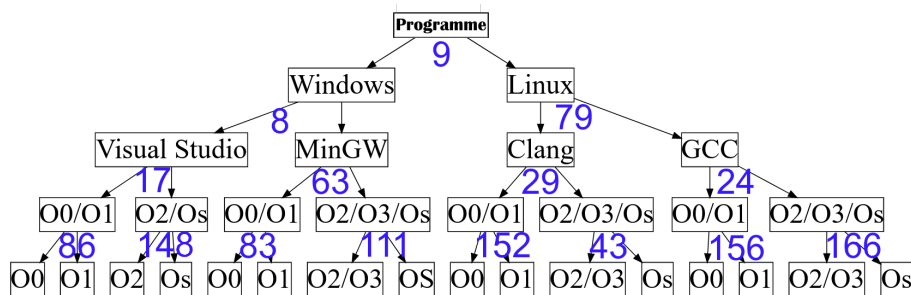 Programme
9
Windows Linux
8 79
Visual Studio MinGW Clang GCC
17 63 29 24
O0/O1 O2/Os O0/O1 O2/O3/Os O0/O1 O2/O3/Os O0/O1 O2/O3/Os
86 148 83 111 152 43 156 166
O0 O1 O2 Os O0 O1 O2/O3 OS O0 O1 O2/O3 Os O0 O1 O2/O3 Os